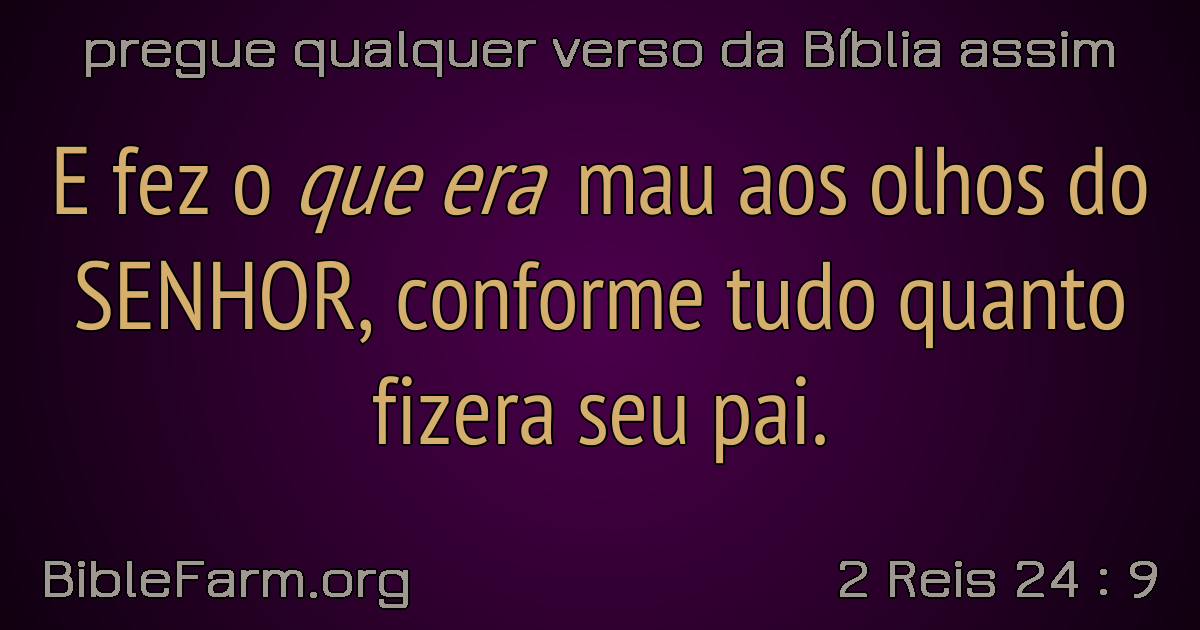 pregue qualquer verso da Bíblia assim
E fez o que era mau aos olhos do
SENHOR, conforme tudo quanto
fizera seu pai.
BibleFarm.org
2 Reis 24 : 9